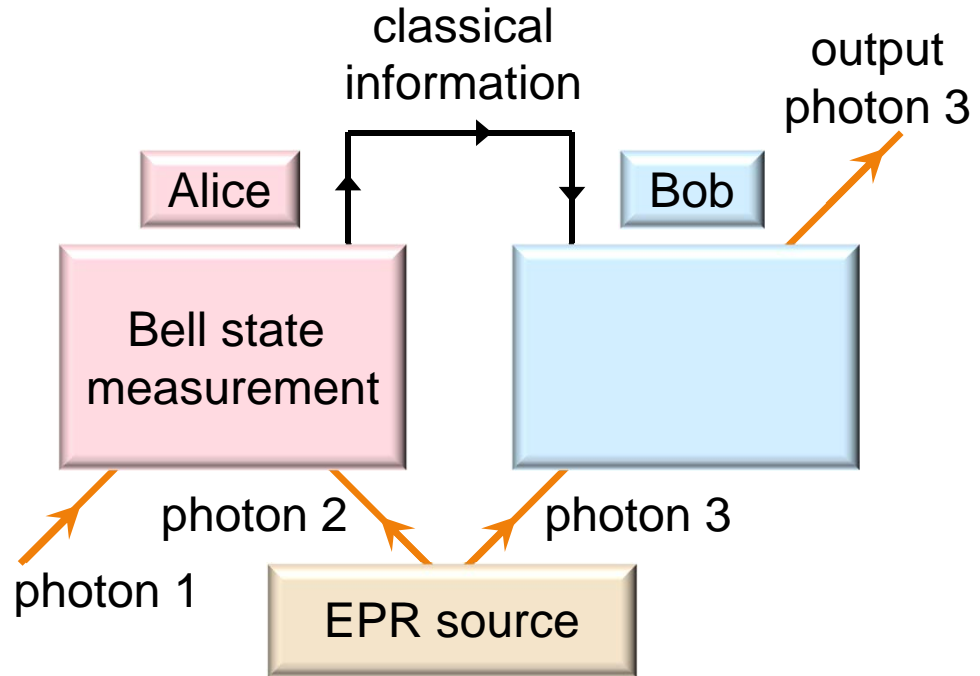 classical
information
output
photon 3
Alice
Bob
Bell state
measurement
photon 2
photon 3
photon 1
EPR source